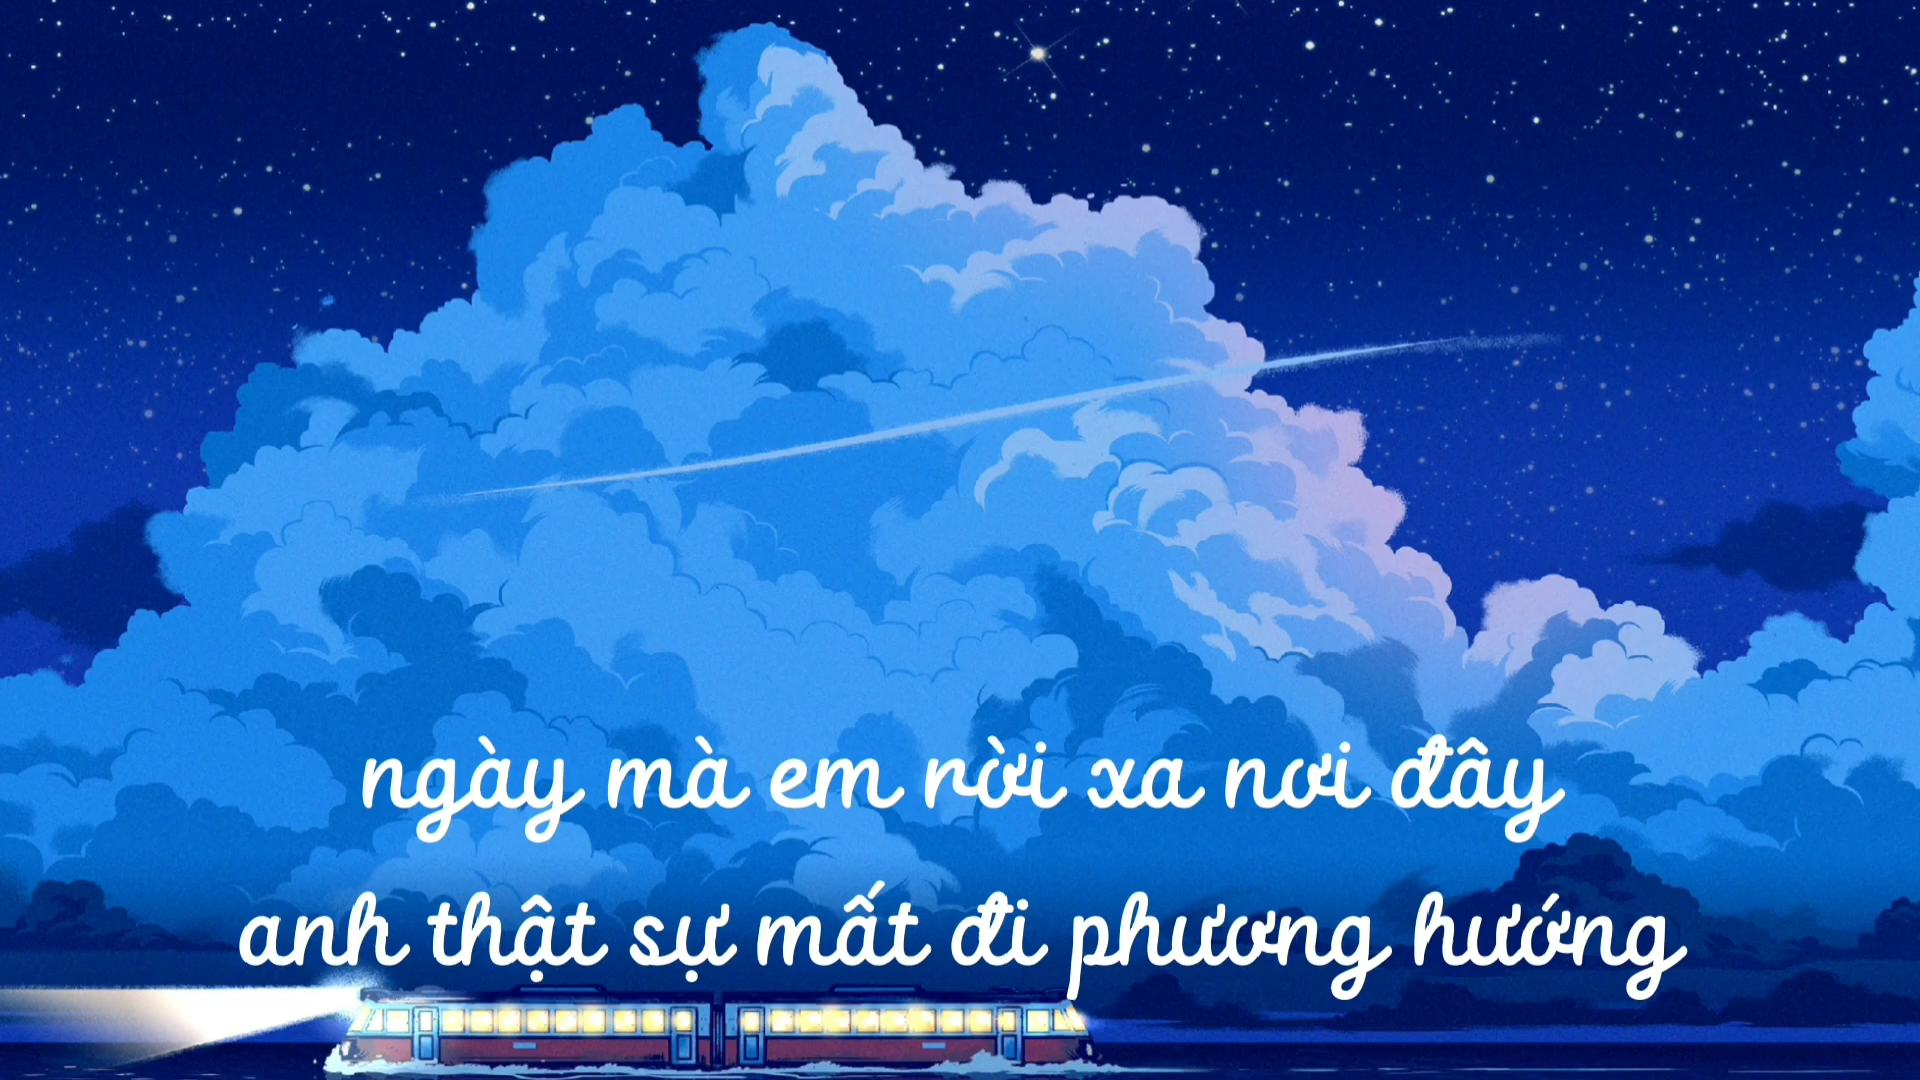 ngày mà em rời xa nơi đây
anh thật sự mất đi phương hướng